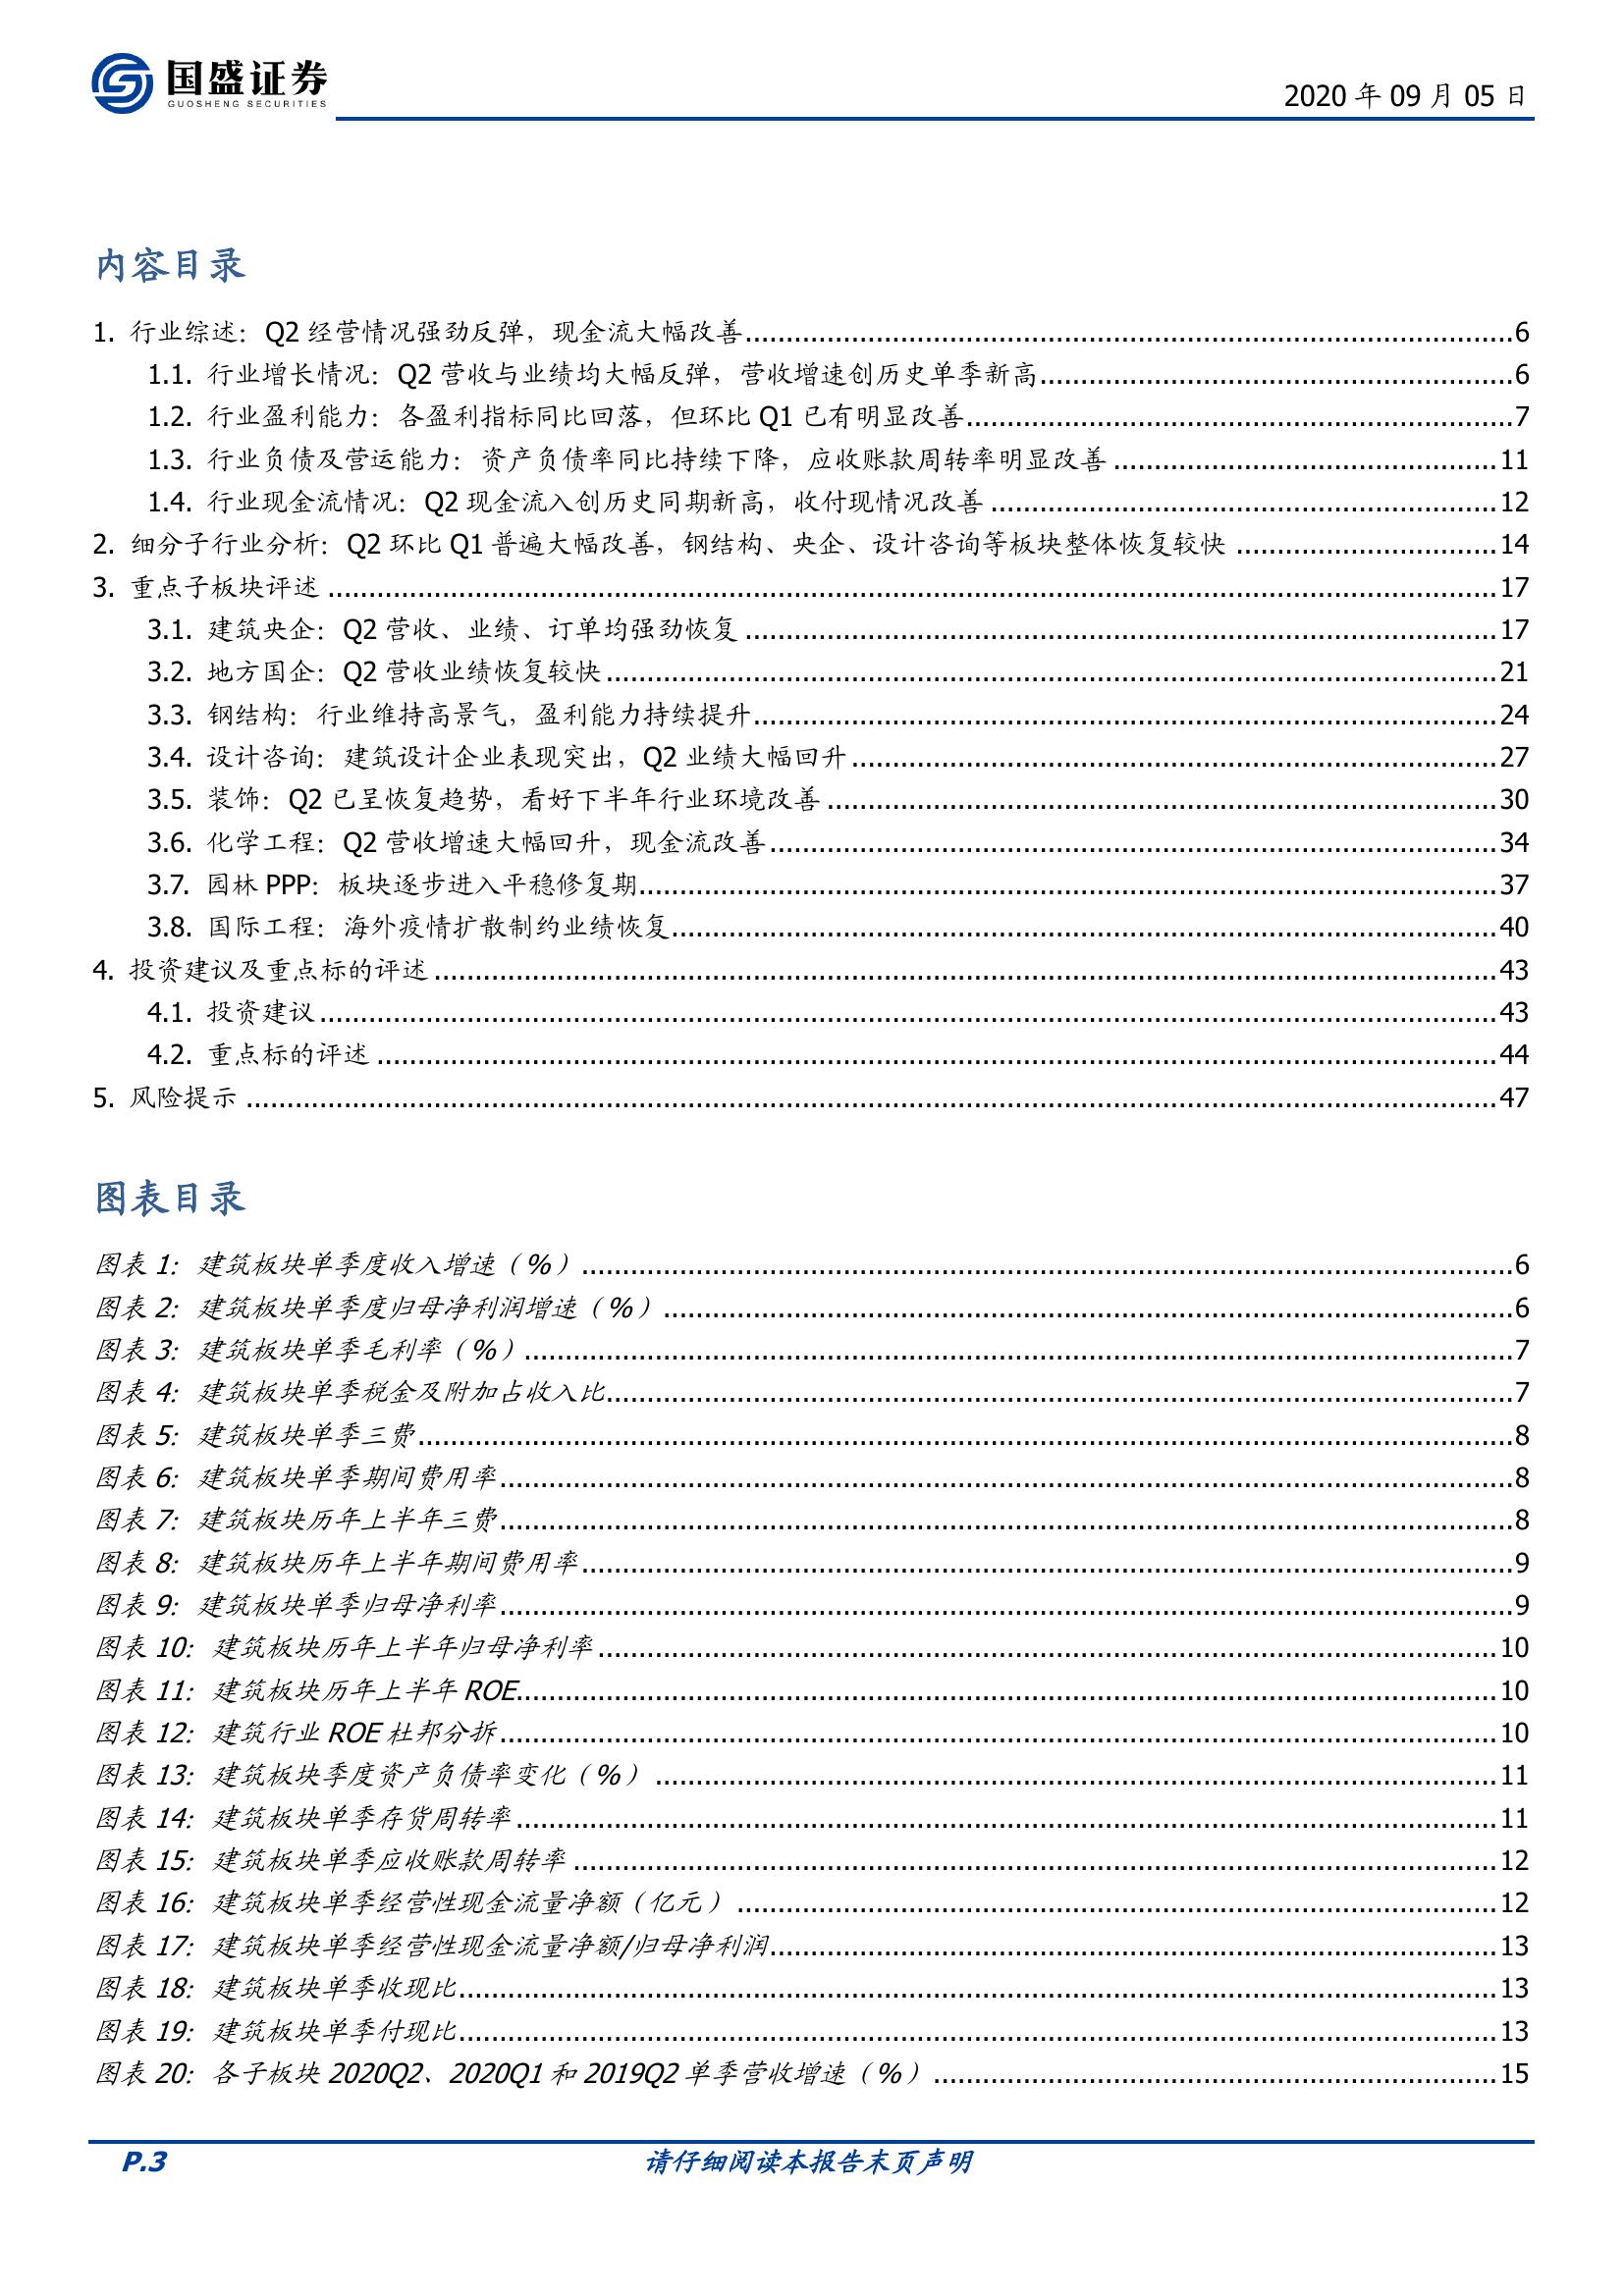 国盛证券
GUOSHENG SECURITIES
2020 年 09 月 05 日
内容目录
1. 行业综述：Q2 经营情况强劲反弹，现金流大幅改善 6
1.1. 行业增长情况：Q2 营收与业绩均大幅反弹，营收增速创历史单季新高 6
1.2. 行业盈利能力：各盈利指标同比回落，但环比 Q1 已有明显改善 7
1.3. 行业负债及营运能力：资产负债率同比持续下降，应收账款周转率明显改善 11
1.4. 行业现金流情况：Q2 现金流入创历史同期新高，收付现情况改善 12
2. 细分子行业分析：Q2 环比 Q1 普遍大幅改善，钢结构、央企、设计咨询等板块整体恢复较快 14
3. 重点子板块评述 17
3.1. 建筑央企：Q2 营收、业绩、订单均强劲恢复 17
3.2. 地方国企：Q2 营收业绩恢复较快 21
3.3. 钢结构：行业维持高景气，盈利能力持续提升 24
3.4. 设计咨询：建筑设计企业表现突出，Q2 业绩大幅回升 27
3.5. 装饰：Q2 已呈恢复趋势，看好下半年行业环境改善 30
3.6. 化学工程：Q2 营收增速大幅回升，现金流改善 34
3.7. 园林 PPP：板块逐步进入平稳修复期 37
3.8. 国际工程：海外疫情扩散制约业绩恢复 40
4. 投资建议及重点标的评述 43
4.1. 投资建议 43
4.2. 重点标的评述 44
5. 风险提示 47
图表目录
图表 1：建筑板块单季度收入增速（%） 6
图表 2：建筑板块单季度归母净利润增速（%） 6
图表 3：建筑板块单季毛利率（%） 7
图表 4：建筑板块单季税金及附加占收入比 7
图表 5：建筑板块单季三费 8
图表 6：建筑板块单季期间费用率 8
图表 7：建筑板块历年上半年三费 8
图表 8：建筑板块历年上半年期间费用率 9
图表 9：建筑板块单季归母净利率 9
图表 10：建筑板块历年上半年归母净利率 10
图表 11：建筑板块历年上半年 ROE 10
图表 12：建筑行业 ROE 杜邦分拆 10
图表 13：建筑板块季度资产负债率变化（%） 11
图表 14：建筑板块单季存货周转率 11
图表 15：建筑板块单季应收账款周转率 12
图表 16：建筑板块单季经营性现金流量净额（亿元） 12
图表 17：建筑板块单季经营性现金流量净额/归母净利润 13
图表 18：建筑板块单季收现比 13
图表 19：建筑板块单季付现比 13
图表 20：各子板块 2020Q2、2020Q1 和 2019Q2 单季营收增速（%） 15
P.3
请仔细阅读本报告末页声明